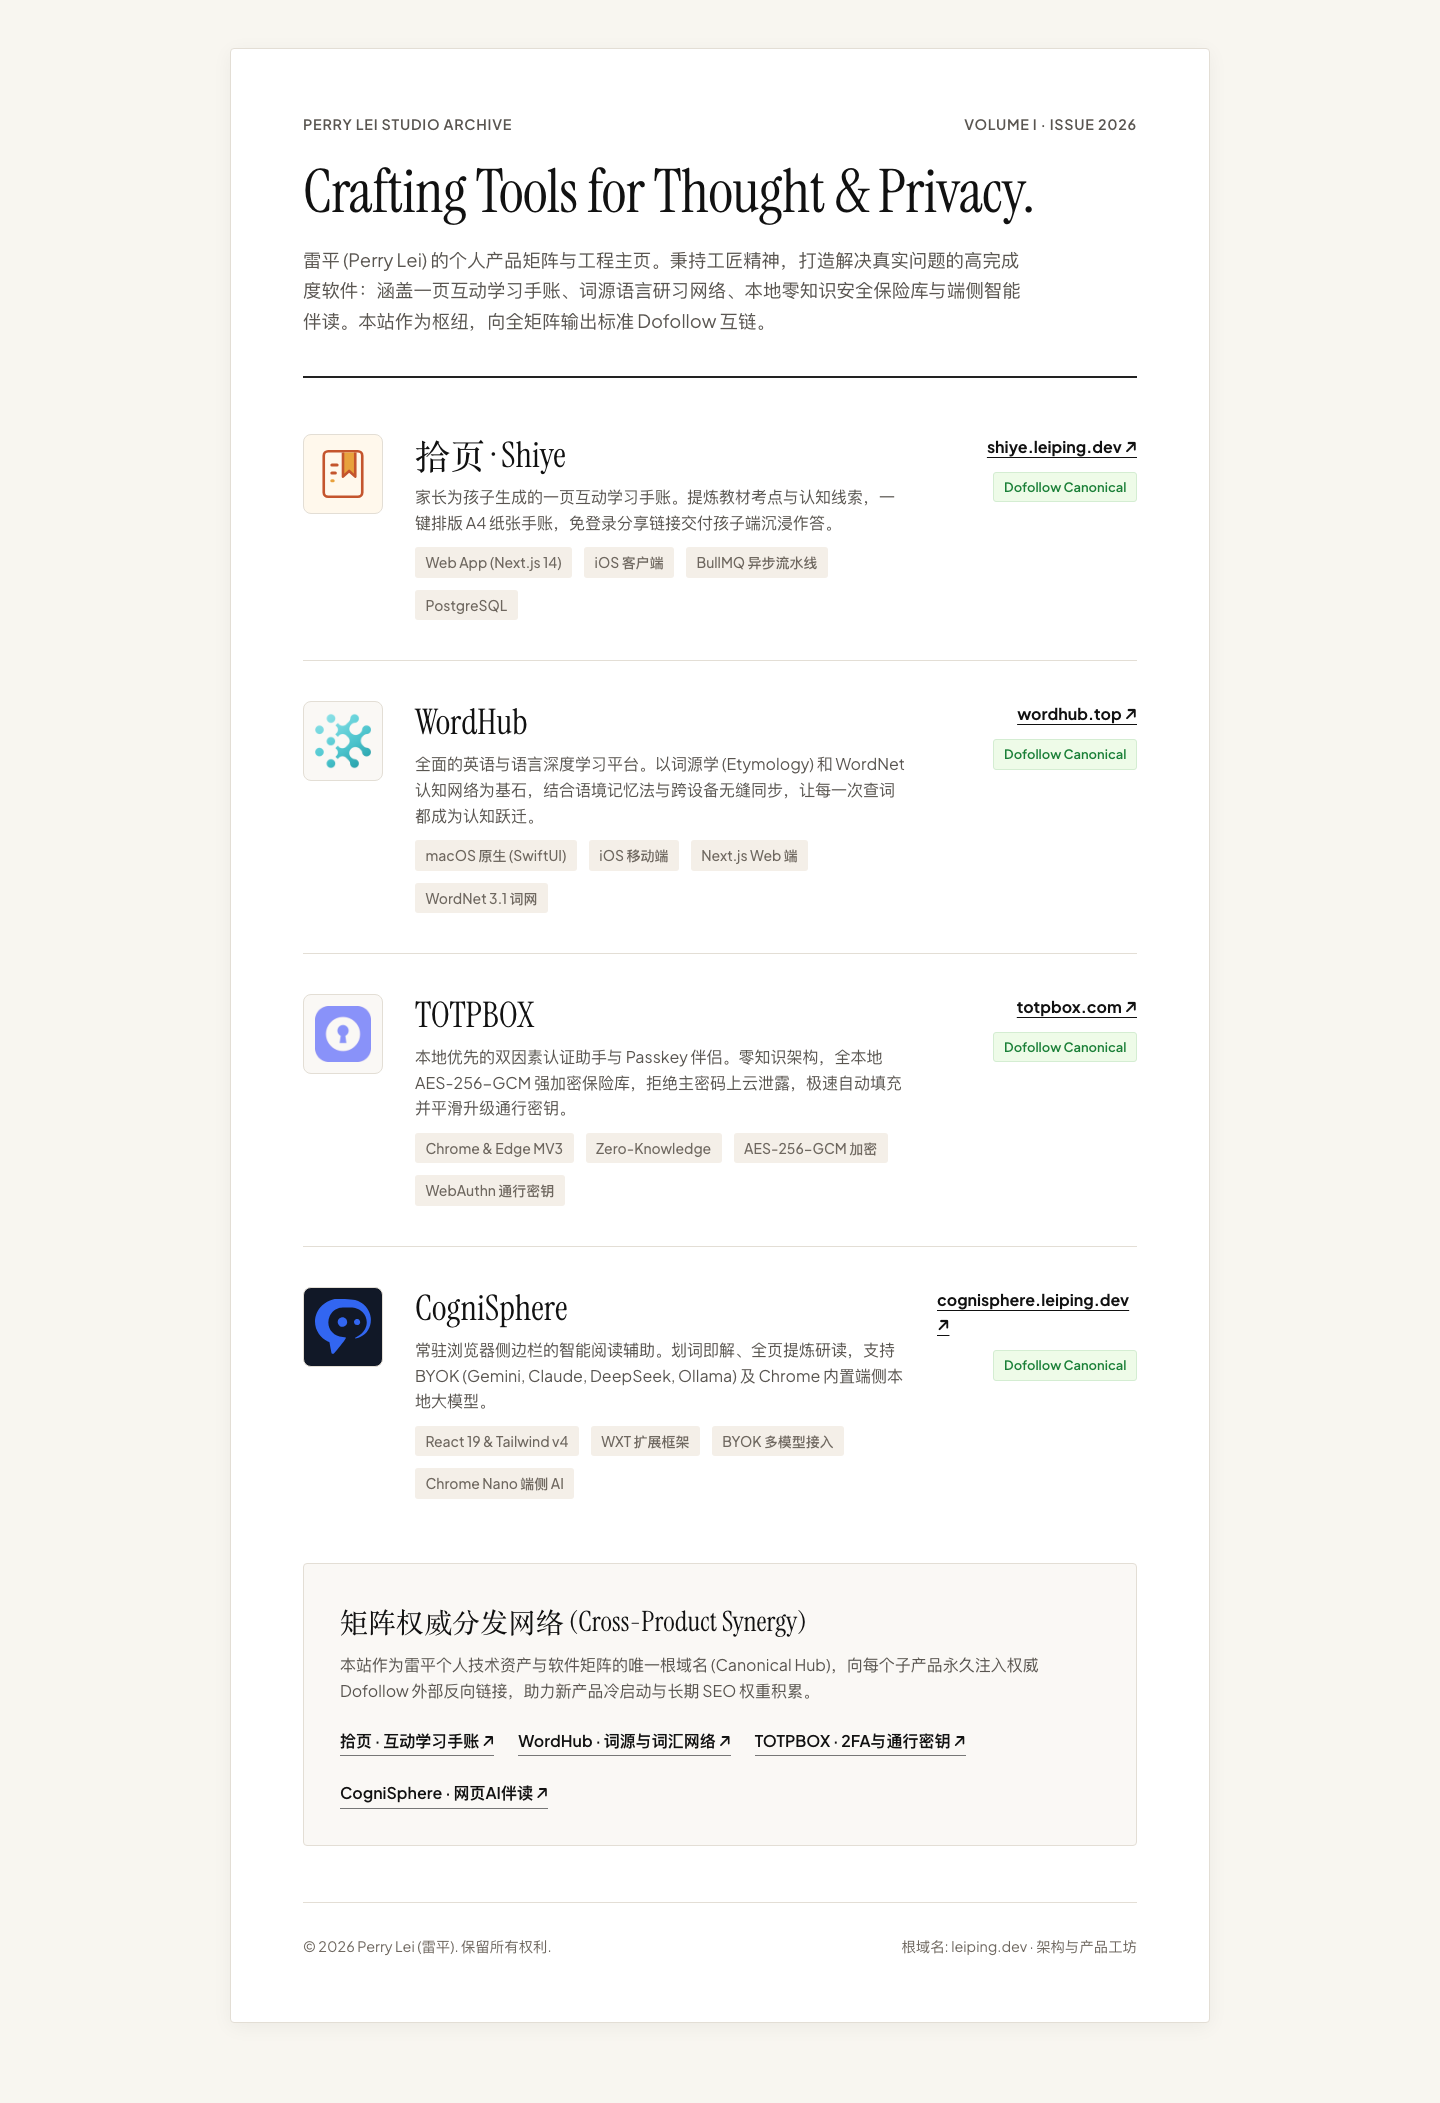 PERRY LEI STUDIO ARCHIVE
VOLUME I · ISSUE 2026
Crafting Tools for Thought & Privacy.
雷平 (Perry Lei) 的个人产品矩阵与工程主页。秉持工匠精神，打造解决真实问题的高完成
度软件：涵盖一页互动学习手账、词源语言研习网络、本地零知识安全保险库与端侧智能
伴读。本站作为枢纽，向全矩阵输出标准 Dofollow 互链。
拾页 · Shiye
家长为孩子生成的一页互动学习手账。提炼教材考点与认知线索，一
键排版 A4 纸张手账，免登录分享链接交付孩子端沉浸作答。
Web App (Next.js 14)
iOS 客户端
BullMQ 异步流水线
PostgreSQL
shiye.leiping.dev ↗
Dofollow Canonical
WordHub
全面的英语与语言深度学习平台。以词源学 (Etymology) 和 WordNet
认知网络为基石，结合语境记忆法与跨设备无缝同步，让每一次查词
都成为认知跃迁。
macOS 原生 (SwiftUI)
iOS 移动端
Next.js Web 端
WordNet 3.1 词网
wordhub.top ↗
Dofollow Canonical
TOTPBOX
本地优先的双因素认证助手与 Passkey 伴侣。零知识架构，全本地
AES-256-GCM 强加密保险库，拒绝主密码上云泄露，极速自动填充
并平滑升级通行密钥。
Chrome & Edge MV3
Zero-Knowledge
AES-256-GCM 加密
WebAuthn 通行密钥
totpbox.com ↗
Dofollow Canonical
CogniSphere
常驻浏览器侧边栏的智能阅读辅助。划词即解、全页提炼研读，支持
BYOK (Gemini, Claude, DeepSeek, Ollama) 及 Chrome 内置端侧本
地大模型。
React 19 & Tailwind v4
WXT 扩展框架
BYOK 多模型接入
Chrome Nano 端侧 AI
cognisphere.leiping.dev
↗
Dofollow Canonical
矩阵权威分发网络 (Cross-Product Synergy)
本站作为雷平个人技术资产与软件矩阵的唯一根域名 (Canonical Hub)，向每个子产品永久注入权威
Dofollow 外部反向链接，助力新产品冷启动与长期 SEO 权重积累。
拾页 · 互动学习手账 ↗
WordHub · 词源与词汇网络 ↗
TOTPBOX · 2FA与通行密钥 ↗
CogniSphere · 网页AI伴读 ↗
© 2026 Perry Lei (雷平). 保留所有权利.
根域名: leiping.dev · 架构与产品工坊